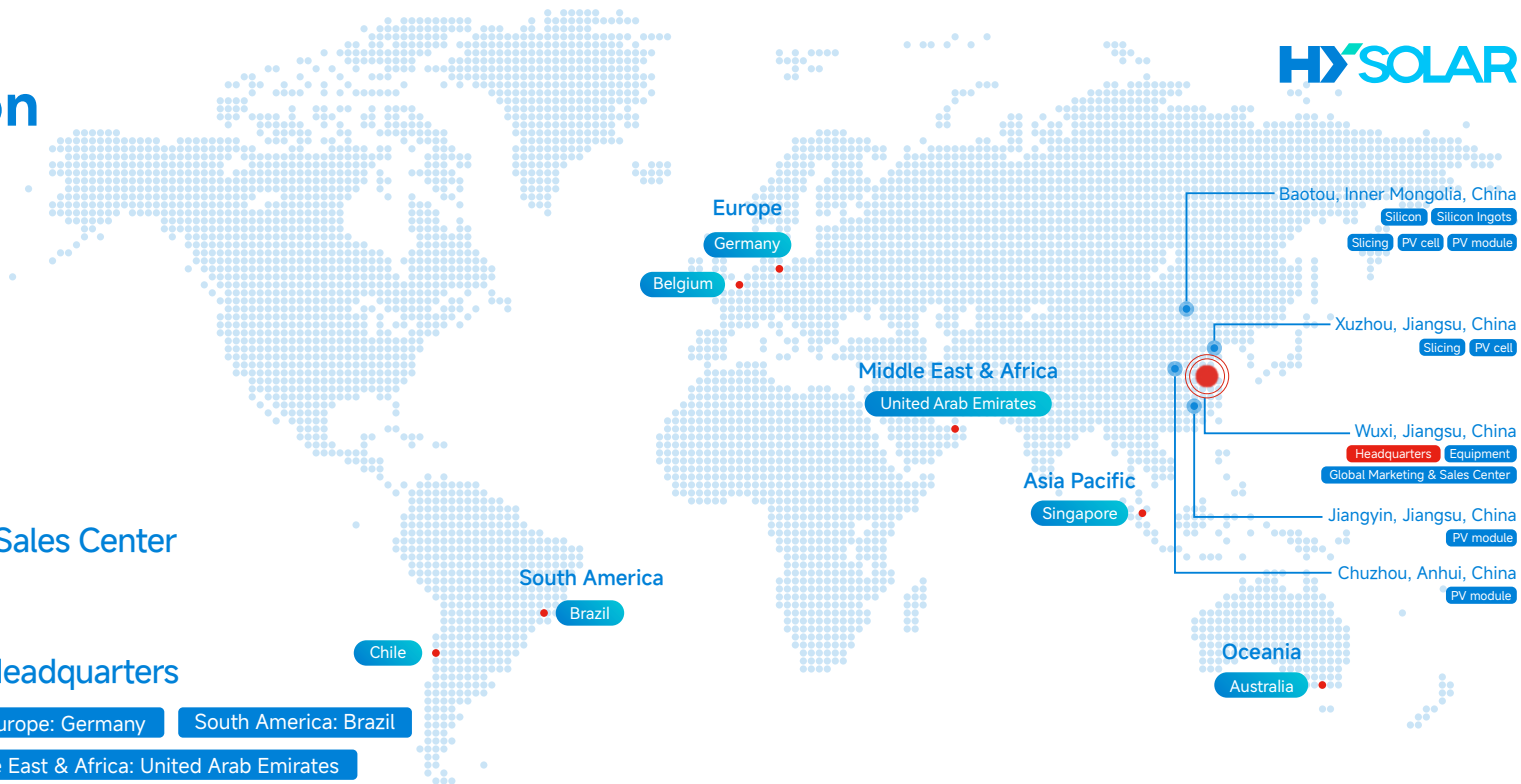 HY SOLAR
on
Baotou, Inner Mongolia, China
Silicon Silicon Ingots
Slicing PV cell PV module
Europe
Germany
Belgium
Xuzhou, Jiangsu, China
Slicing PV cell
Middle East & Africa
United Arab Emirates
Wuxi, Jiangsu, China
Headquarters Equipment
Global Marketing & Sales Center
Asia Pacific
Singapore
Jiangyin, Jiangsu, China
PV module
Sales Center
Chuzhou, Anhui, China
PV module
South America
Brazil
Chile
Oceania
Australia
Headquarters
urope: Germany South America: Brazil
e East & Africa: United Arab Emirates